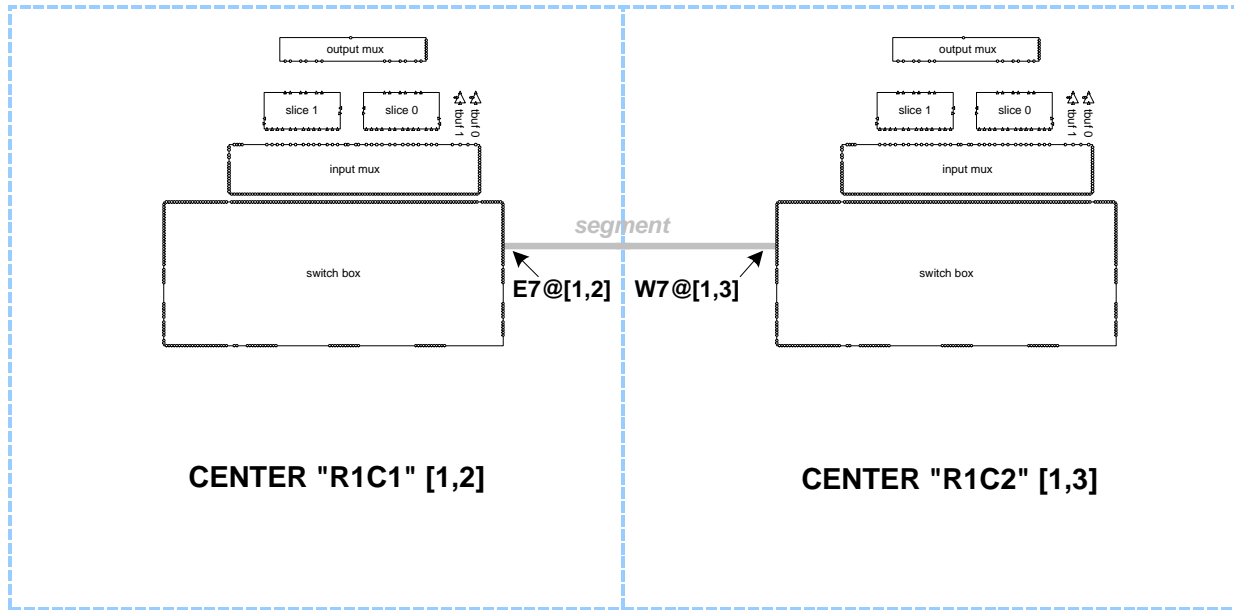 output mux
output mux
slice 1
slice 0
tbuf 1
tbuf 0
slice 1
slice 0
tbuf 1
tbuf 0
input mux
input mux
segment
switch box
switch box
E7@[1,2]
W7@[1,3]
CENTER "R1C1" [1,2]
CENTER "R1C2" [1,3]